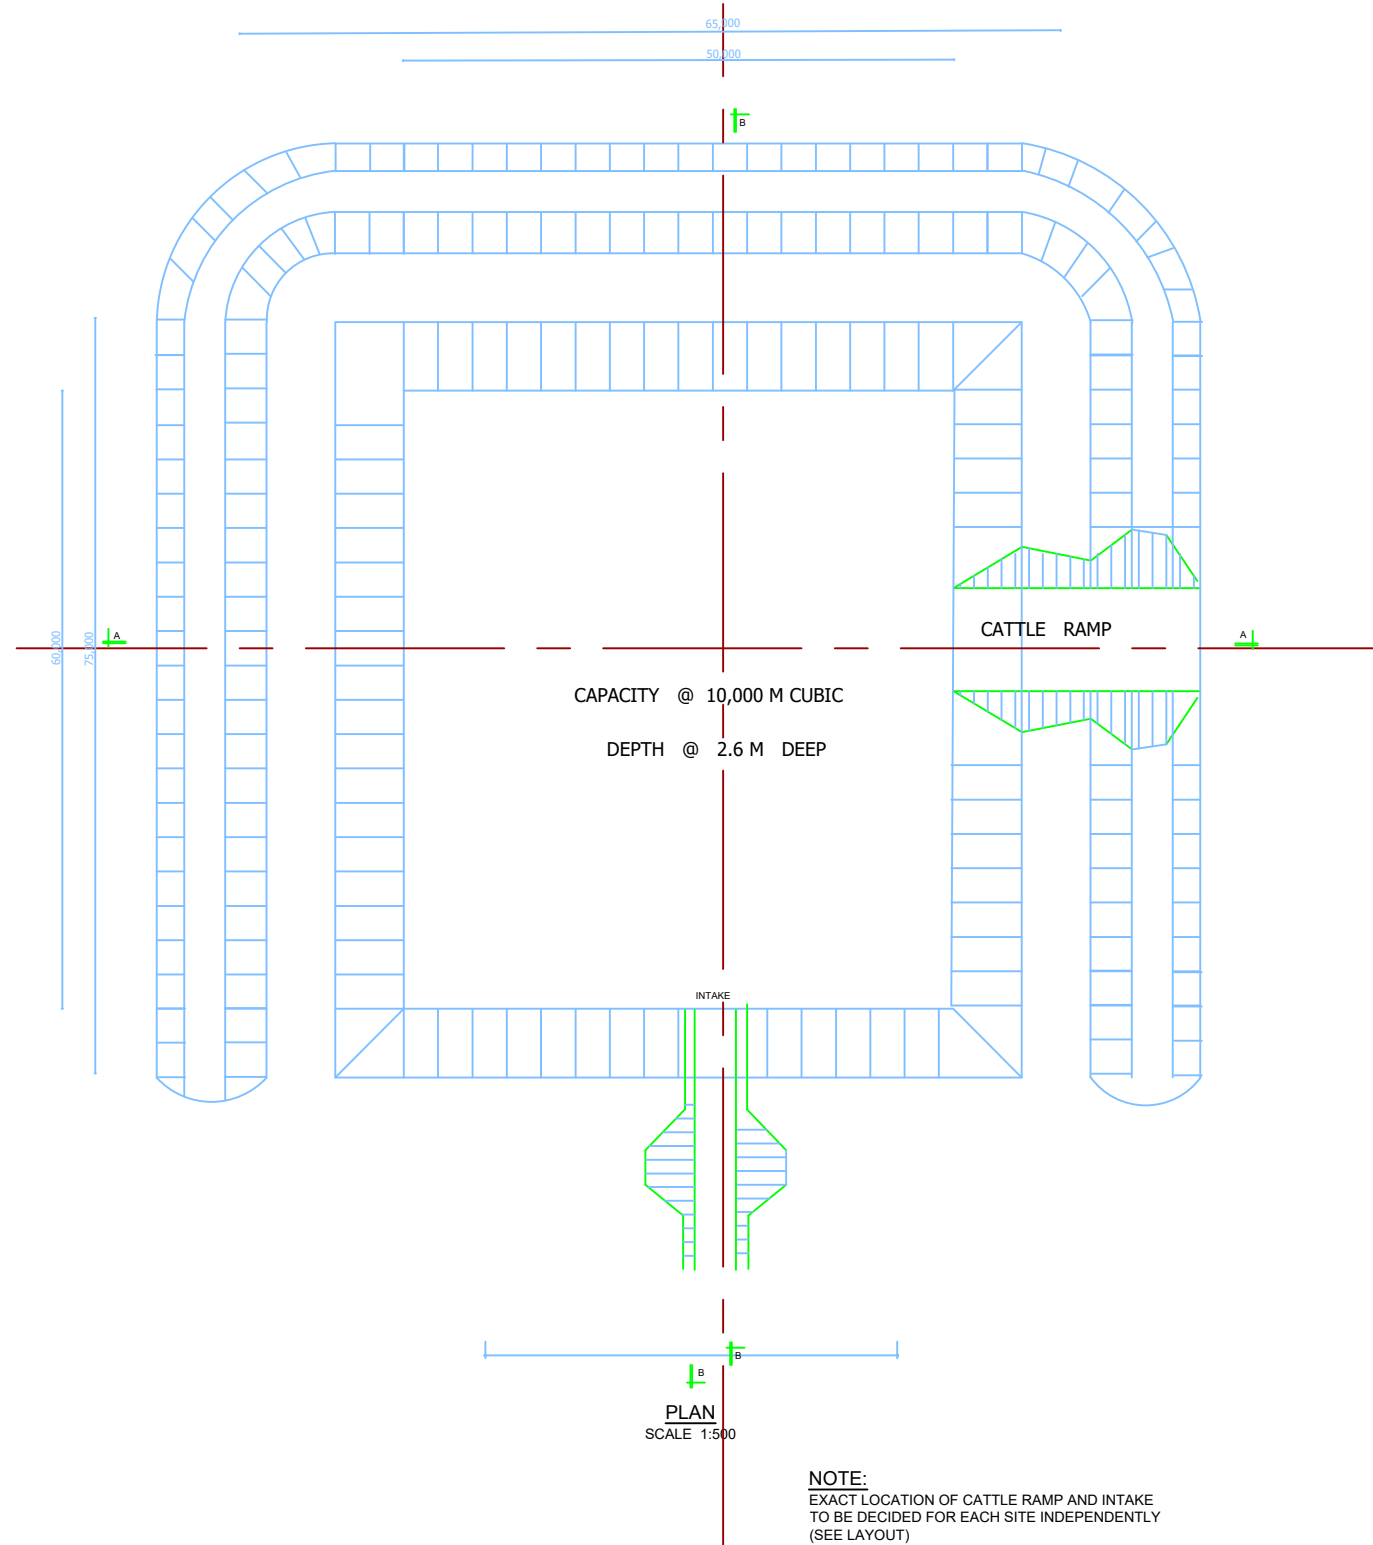 65,000
50,000
B
60,000
75,000
A
CATTLE RAMP
A
CAPACITY @ 10,000 M CUBIC
DEPTH @ 2.6 M DEEP
INTAKE
B
B
PLAN
SCALE 1:500
NOTE:
EXACT LOCATION OF CATTLE RAMP AND INTAKE
TO BE DECIDED FOR EACH SITE INDEPENDENTLY
(SEE LAYOUT)